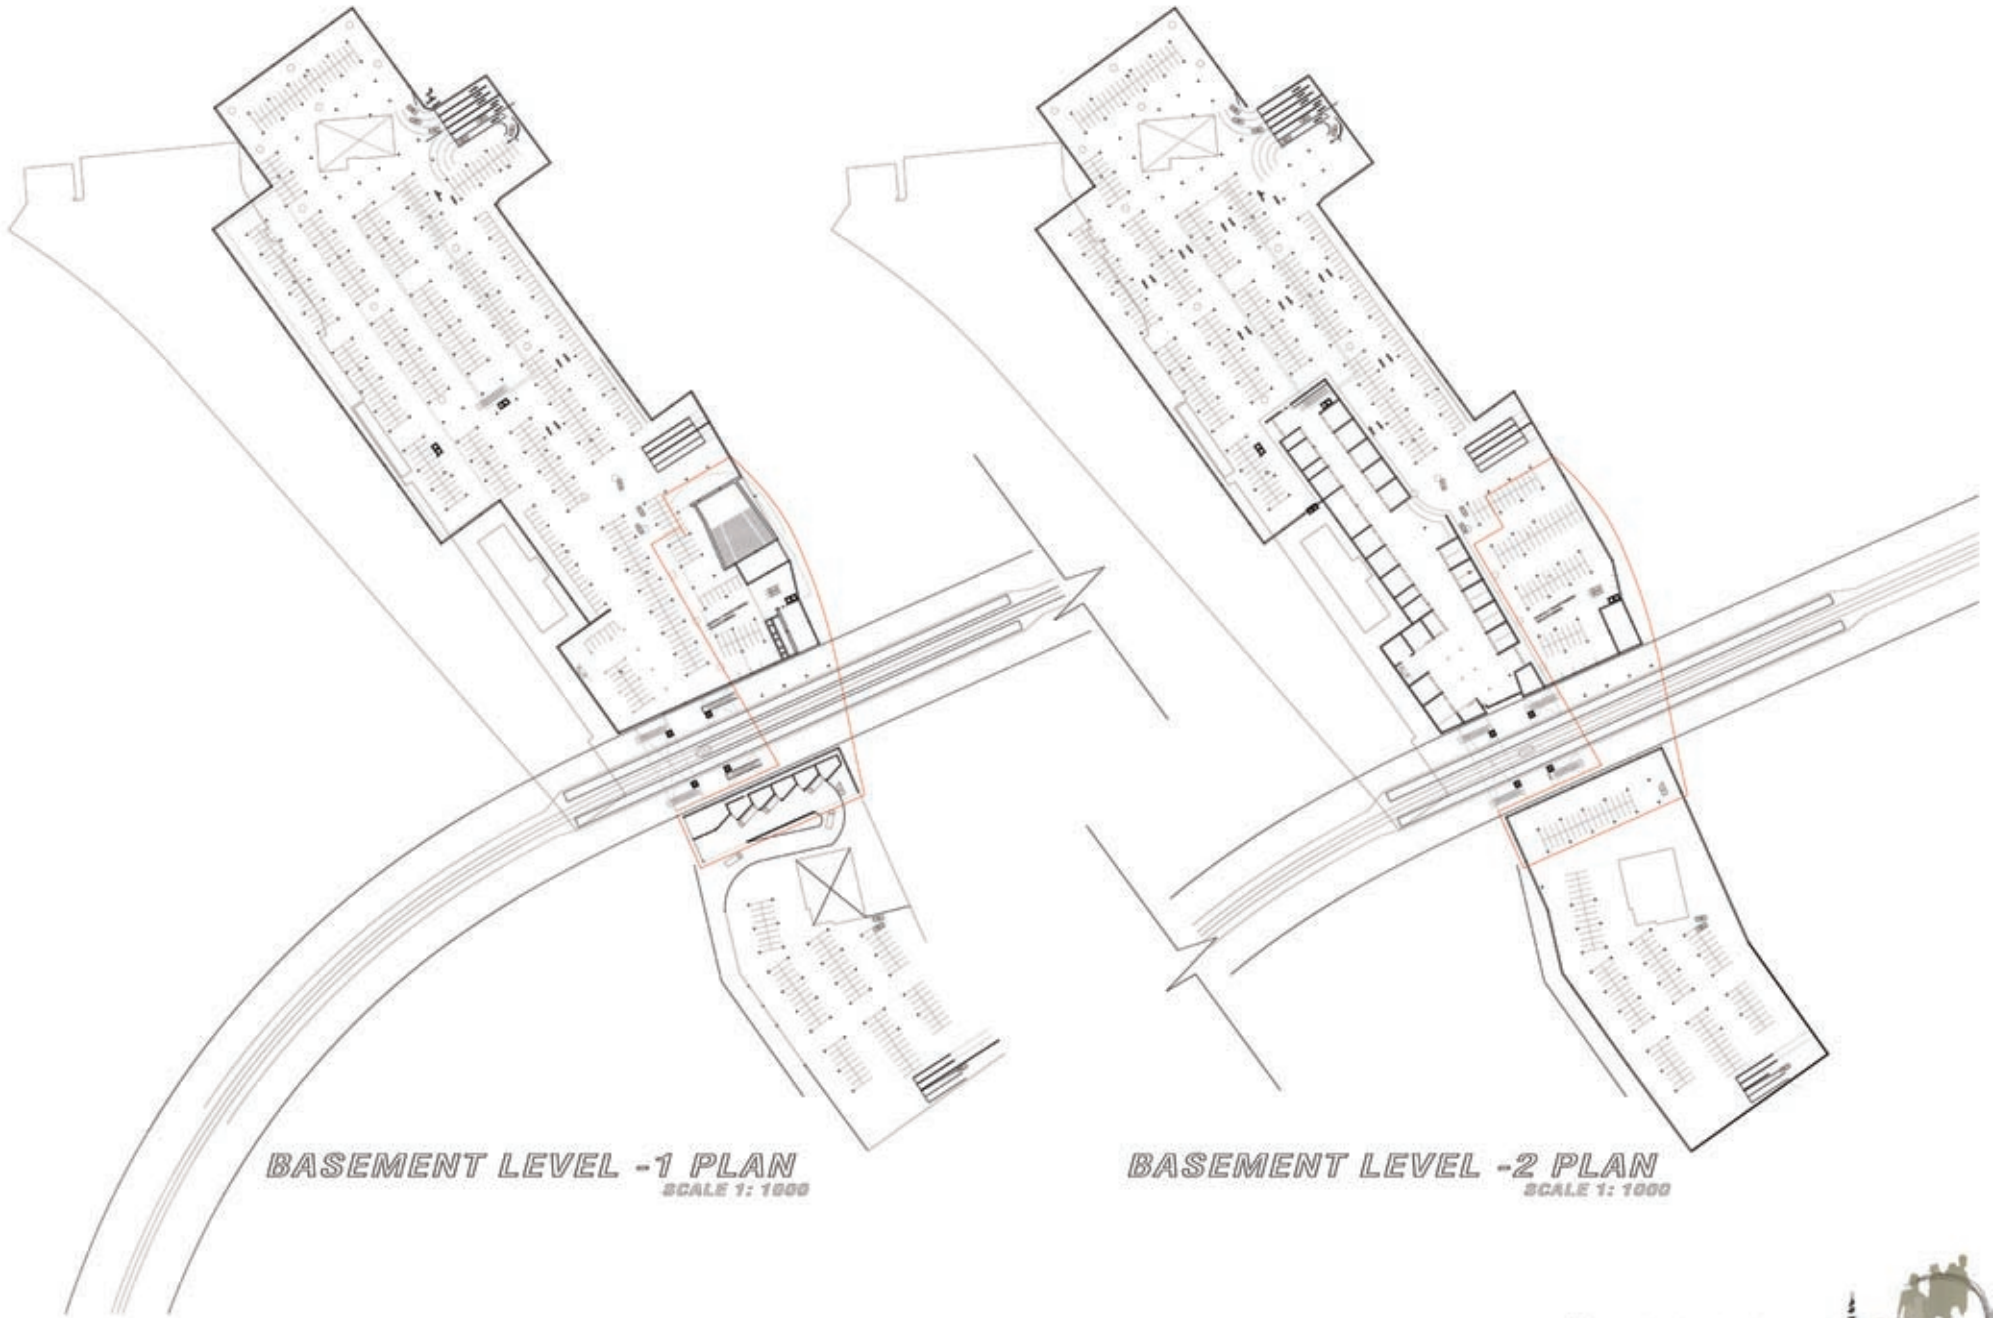 BASEMENT LEVEL -1 PLAN
SCALE 1: 1000
BASEMENT LEVEL -2 PLAN
SCALE 1: 1000